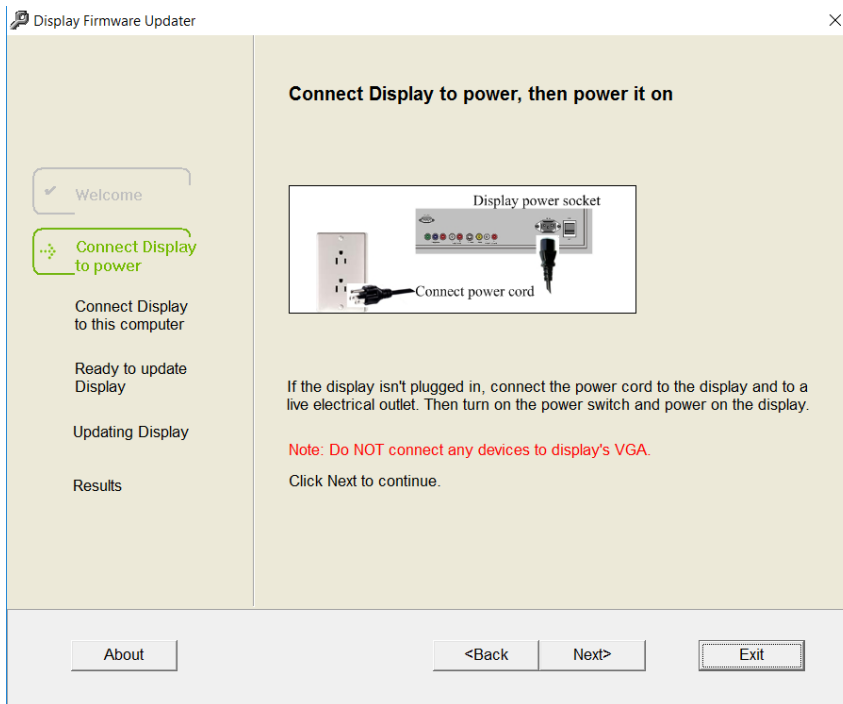 Display Firmware Updater
Connect Display to power, then power it on
Welcome
Connect Display
to power
Connect Display
to this computer
Ready to update
Display
Updating Display
Results
Display power socket
Connect power cord
If the display isn't plugged in, connect the power cord to the display and to a
live electrical outlet. Then turn on the power switch and power on the display.
Note: Do NOT connect any devices to display's VGA.
Click Next to continue.
About
<Back
Next>
Exit